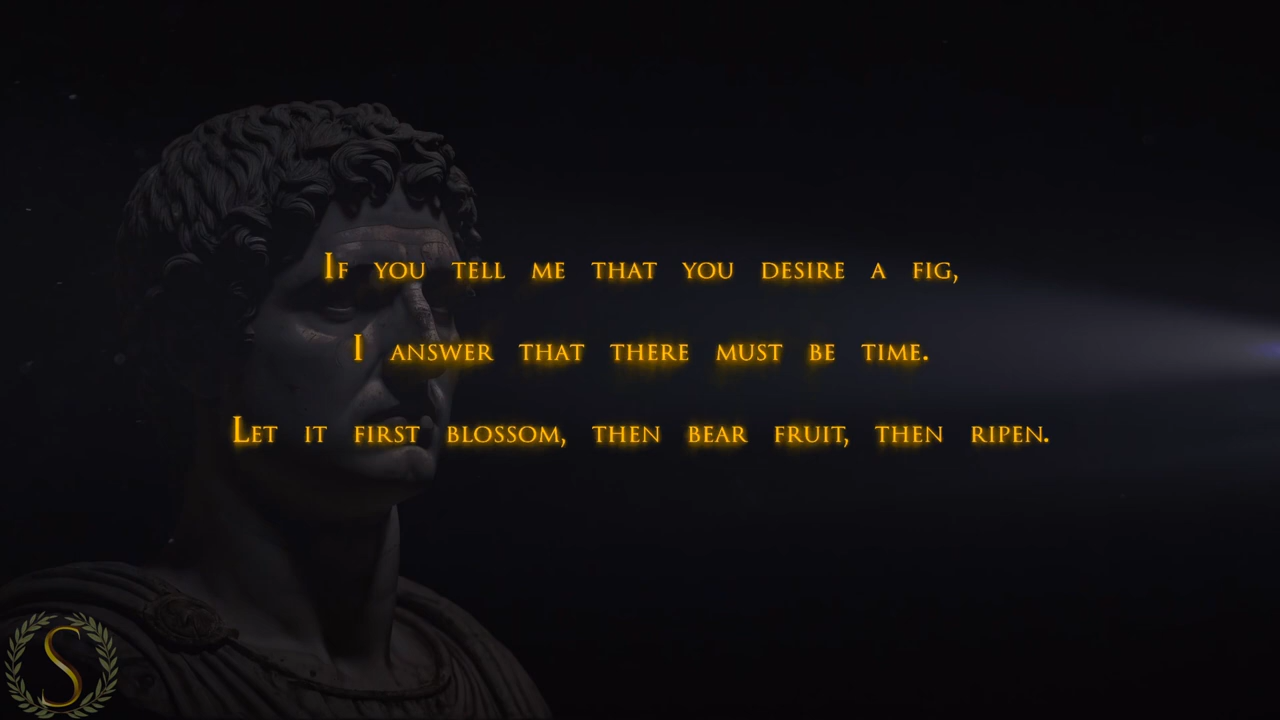 If you tell me that you desire a fig,
I answer that there must be time.
Let it first blossom, then bear fruit, then ripen.
S